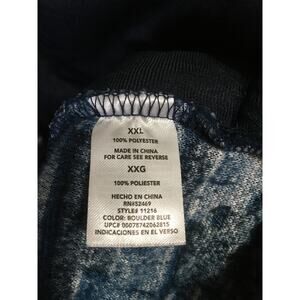 XXL
100% POLYESTER
MADE IN CHINA
FOR CARE SEE REVERSE
XXG
100% POLIESTER
HECHO EN CHINA
RN#52469
STYLE# 11216
COLOR: BOULDER BLUE
UPC# 00078742062815
INDICACIONES EN EL VERSO